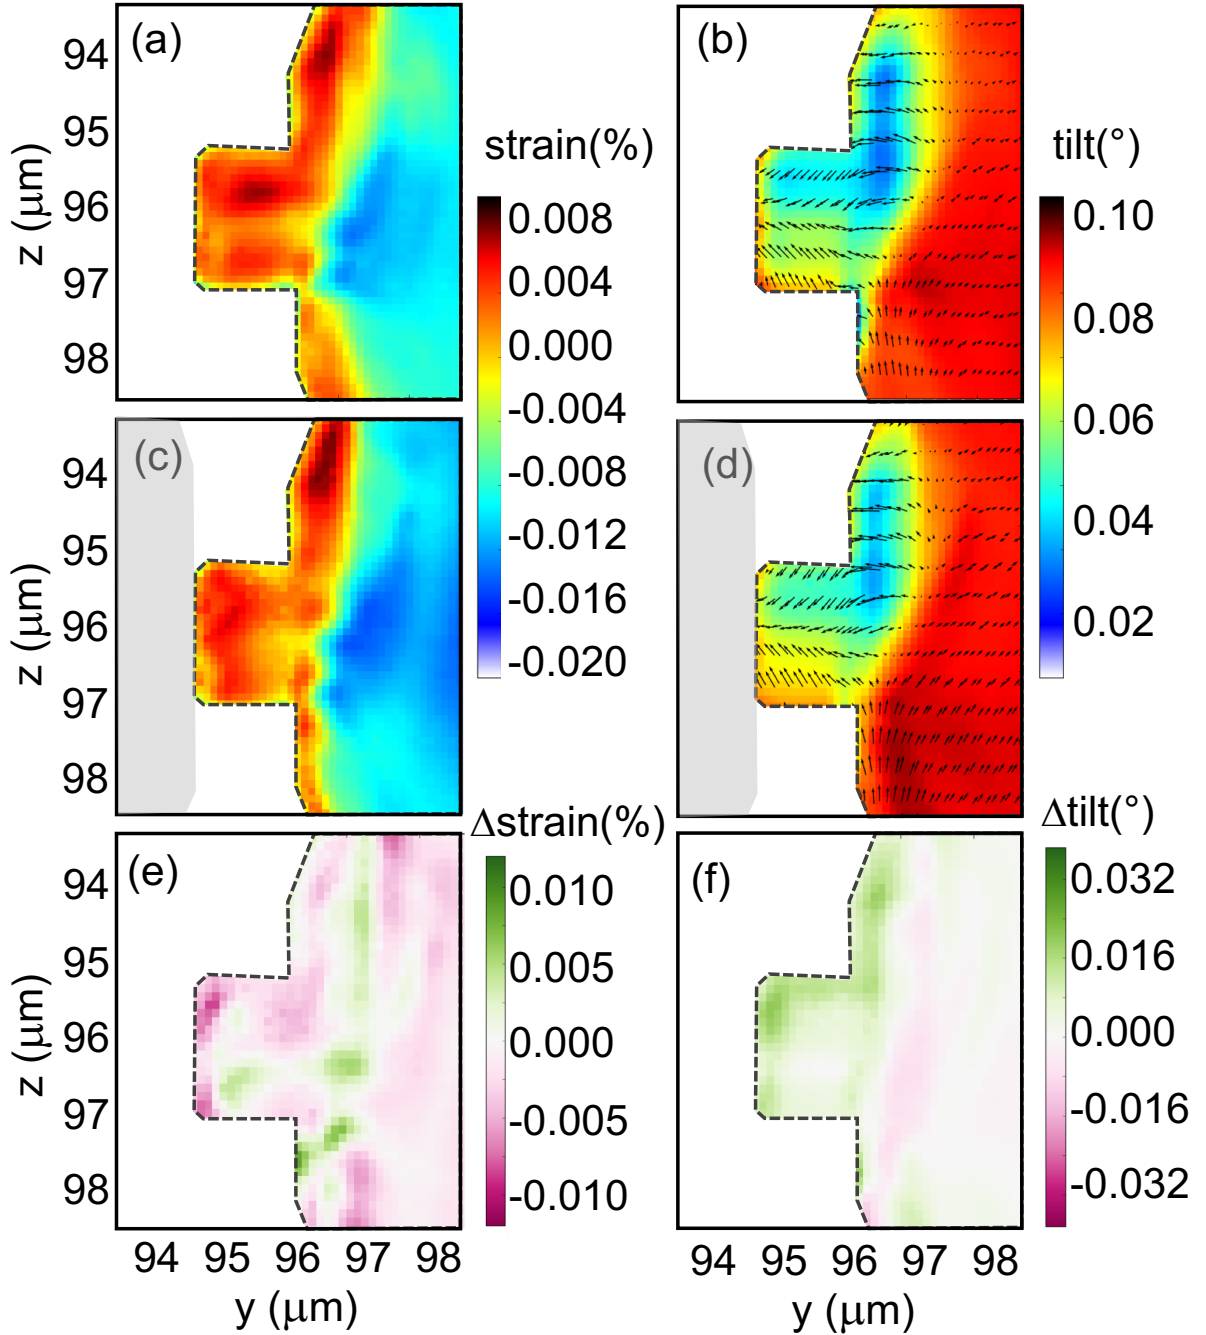 (a)
94
95
96
97
98
z (μm)
strain(%)
0.008
0.004
0.000
-0.004
-0.008
-0.012
-0.016
-0.020
(b)
tilt(°)
0.10
0.08
0.06
0.04
0.02
(c)
94
95
96
97
98
z (μm)
(d)
(e)
94
95
96
97
98
z (μm)
94 95 96 97 98
y (μm)
Δstrain(%)
0.010
0.005
0.000
-0.005
-0.010
(f)
94 95 96 97 98
y (μm)
Δtilt(°)
0.032
0.016
0.000
-0.016
-0.032